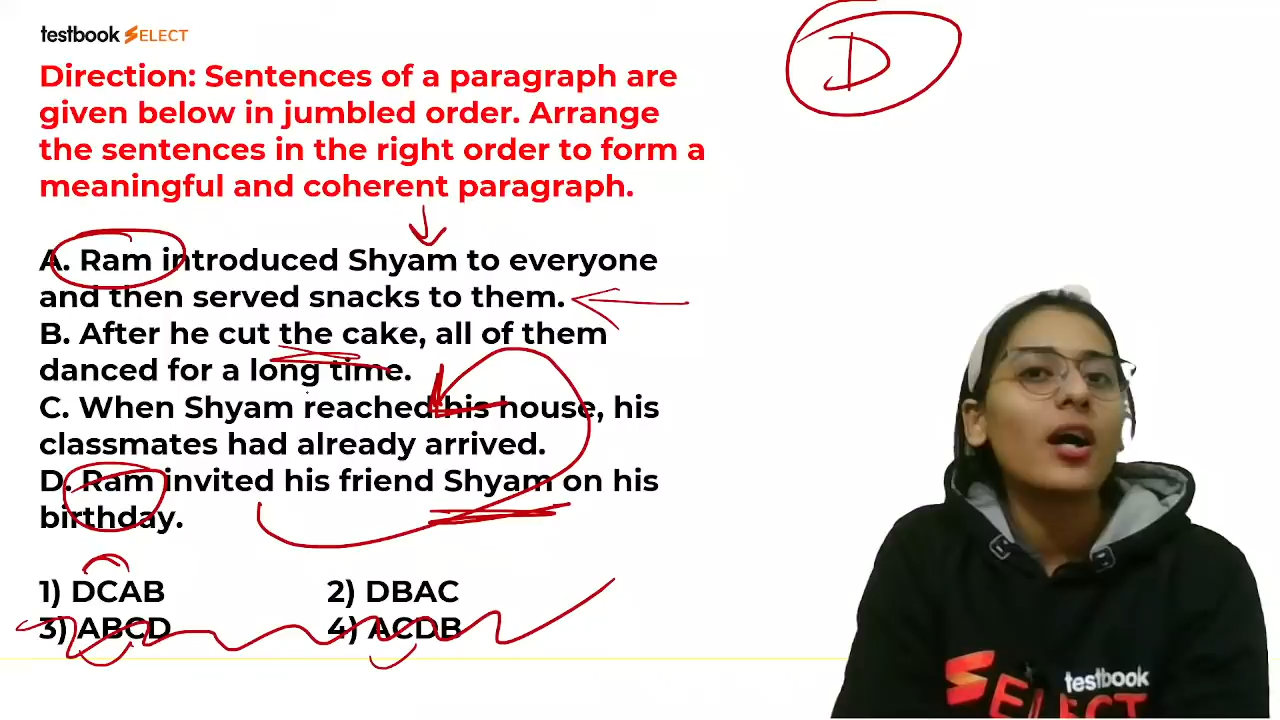 testbook SELECT
D
Direction: Sentences of a paragraph are
given below in jumbled order. Arrange
the sentences in the right order to form a
meaningful and coherent paragraph.
A. Ram introduced Shyam to everyone
and then served snacks to them.
B. After he cut the cake, all of them
danced for a long time.
C. When Shyam reached his house, his
classmates had already arrived.
D. Ram invited his friend Shyam on his
birthday.
1) DCAB 2) DBAC
3) ABCD 4) ACDB
testbook
SELECT